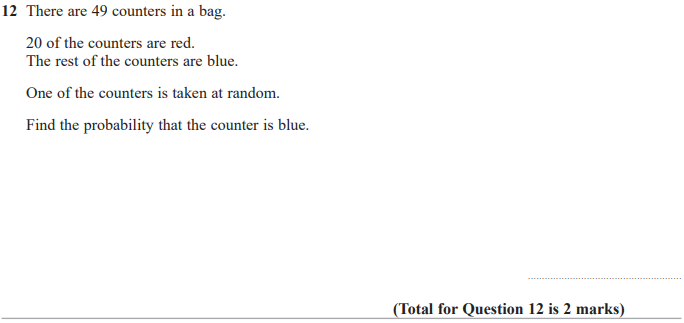 12 There are 49 counters in a bag.
20 of the counters are red.
The rest of the counters are blue.
One of the counters is taken at random.
Find the probability that the counter is blue.
(Total for Question 12 is 2 marks)